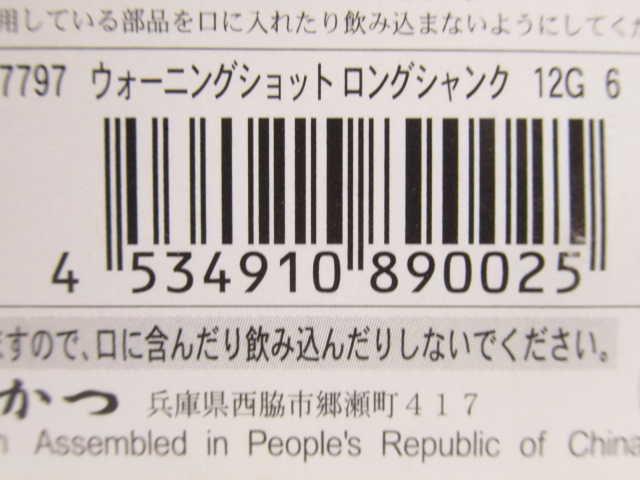 用している部品を口に入れたり飲み込まないようにしてくだ
7797 ウォーニングショット ロングシャンク 12G 6
4 534910 890025
ますので、口に含んだり飲み込んだりしないでください。
かつ 兵庫県西脇市郷瀬町４１７
n Assembled in People's Republic of China